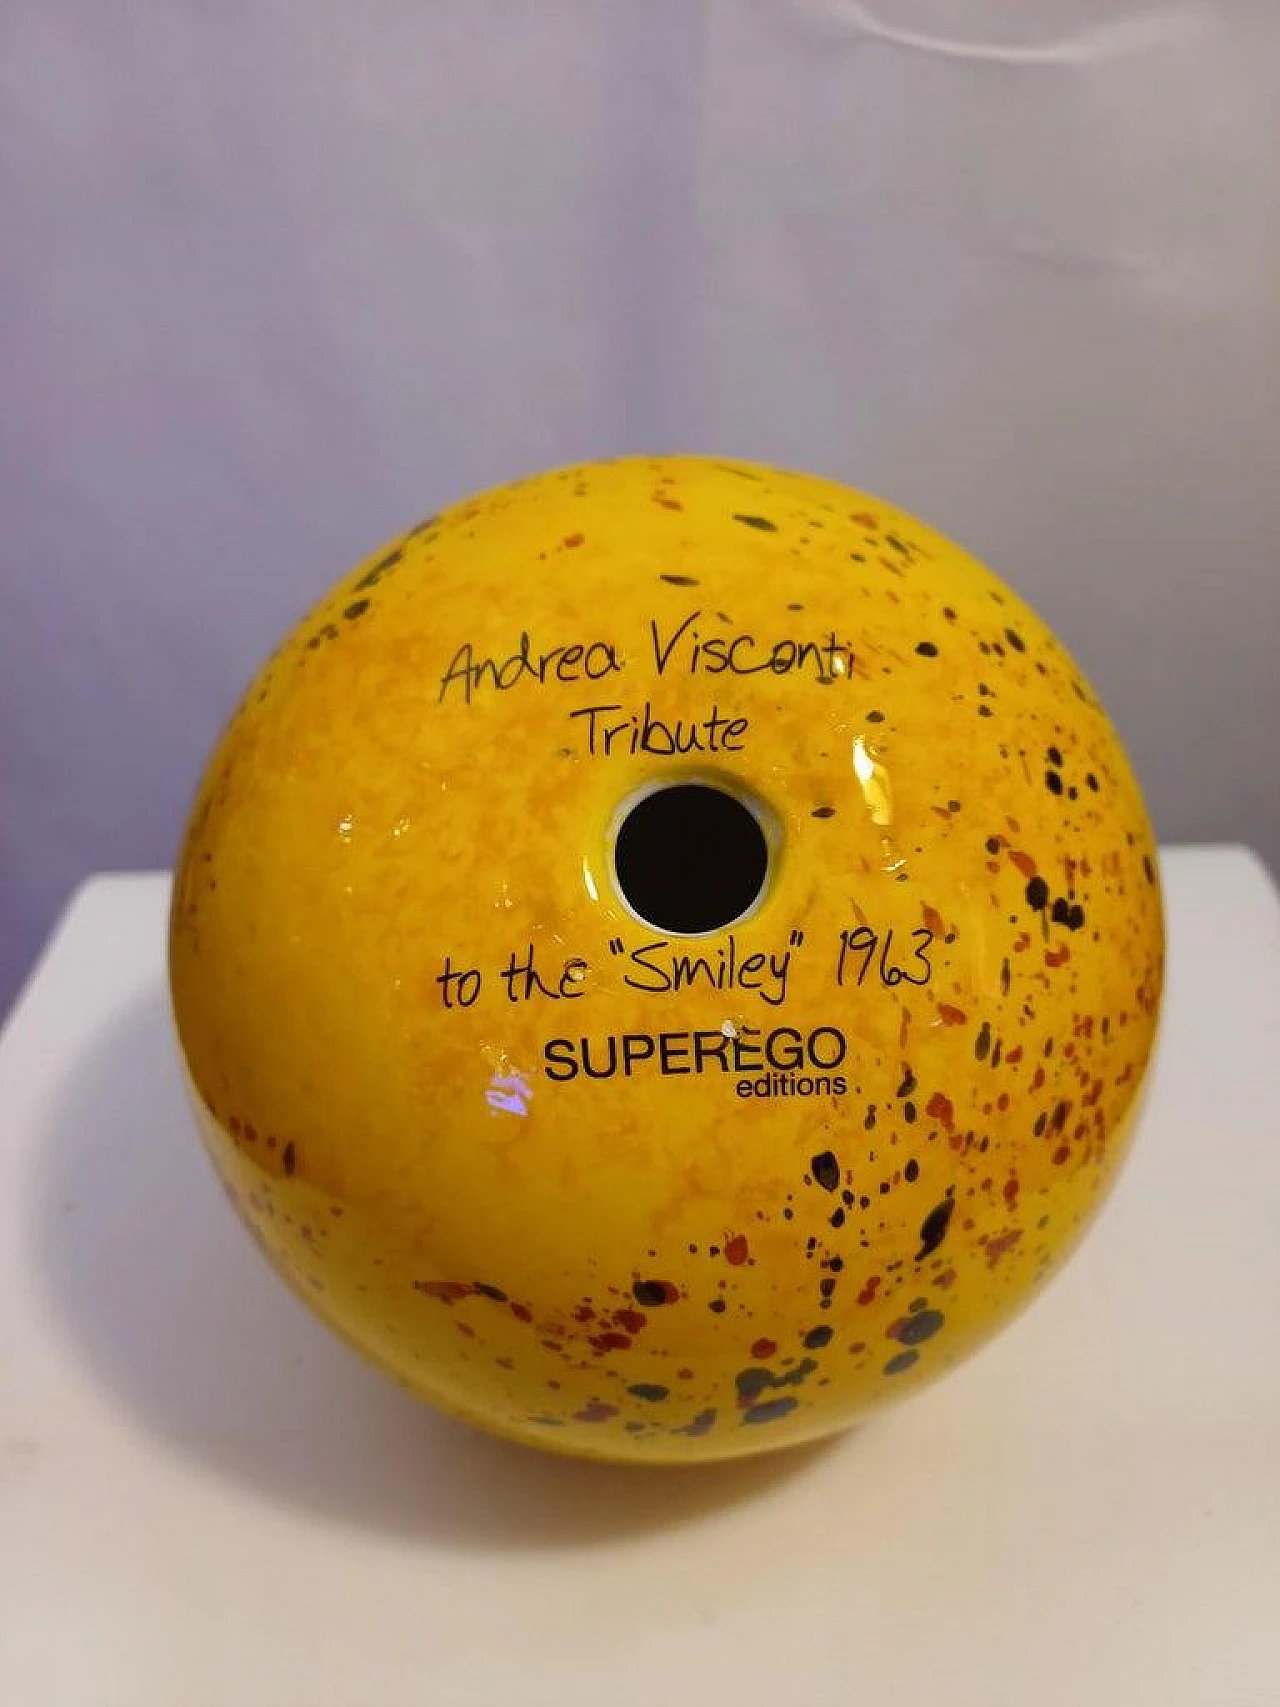 Andrea Visconti
Tribute
to the "Smiley" 1963
SUPEREGO
editions